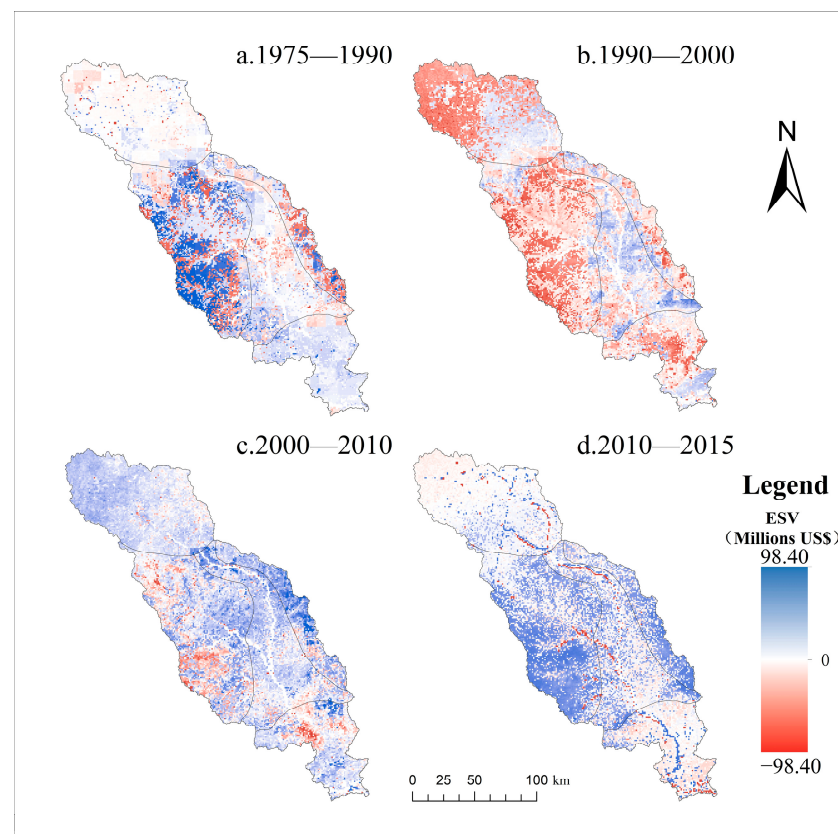 a.1975—1990
b.1990—2000
N
c.2000—2010
d.2010—2015
Legend
ESV
（Millions US$）
98.40
0
−98.40
0 25 50 100 km